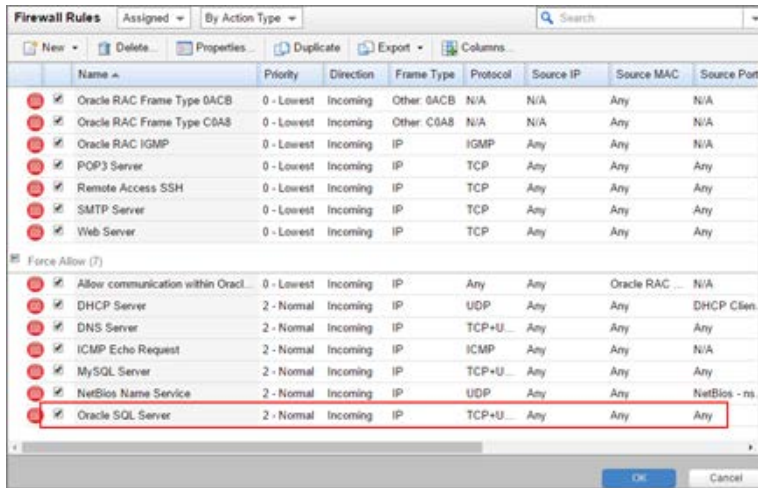 Firewall Rules Assigned By Action Type Search
New Delete... Properties... Duplicate Export Columns...
Name Priority Direction Frame Type Protocol Source IP Source MAC Source Port
Oracle RAC Frame Type 0ACB 0 - Lowest Incoming Other: 0ACB N/A N/A Any N/A
Oracle RAC Frame Type C0A8 0 - Lowest Incoming Other: C0A8 N/A N/A Any N/A
Oracle RAC IGMP 0 - Lowest Incoming IP IGMP Any Any N/A
POP3 Server 0 - Lowest Incoming IP TCP Any Any Any
Remote Access SSH 0 - Lowest Incoming IP TCP Any Any Any
SMTP Server 0 - Lowest Incoming IP TCP Any Any Any
Web Server 0 - Lowest Incoming IP TCP Any Any Any
Force Allow (7)
Allow communication within Oracl... 0 - Lowest Incoming IP Any Any Oracle RAC ... N/A
DHCP Server 2 - Normal Incoming IP UDP Any Any DHCP Clien...
DNS Server 2 - Normal Incoming IP TCP+U... Any Any Any
ICMP Echo Request 2 - Normal Incoming IP ICMP Any Any N/A
MySQL Server 2 - Normal Incoming IP TCP+U... Any Any Any
NetBios Name Service 2 - Normal Incoming IP UDP Any Any NetBios - ns...
Oracle SQL Server 2 - Normal Incoming IP TCP+U... Any Any Any
OK Cancel